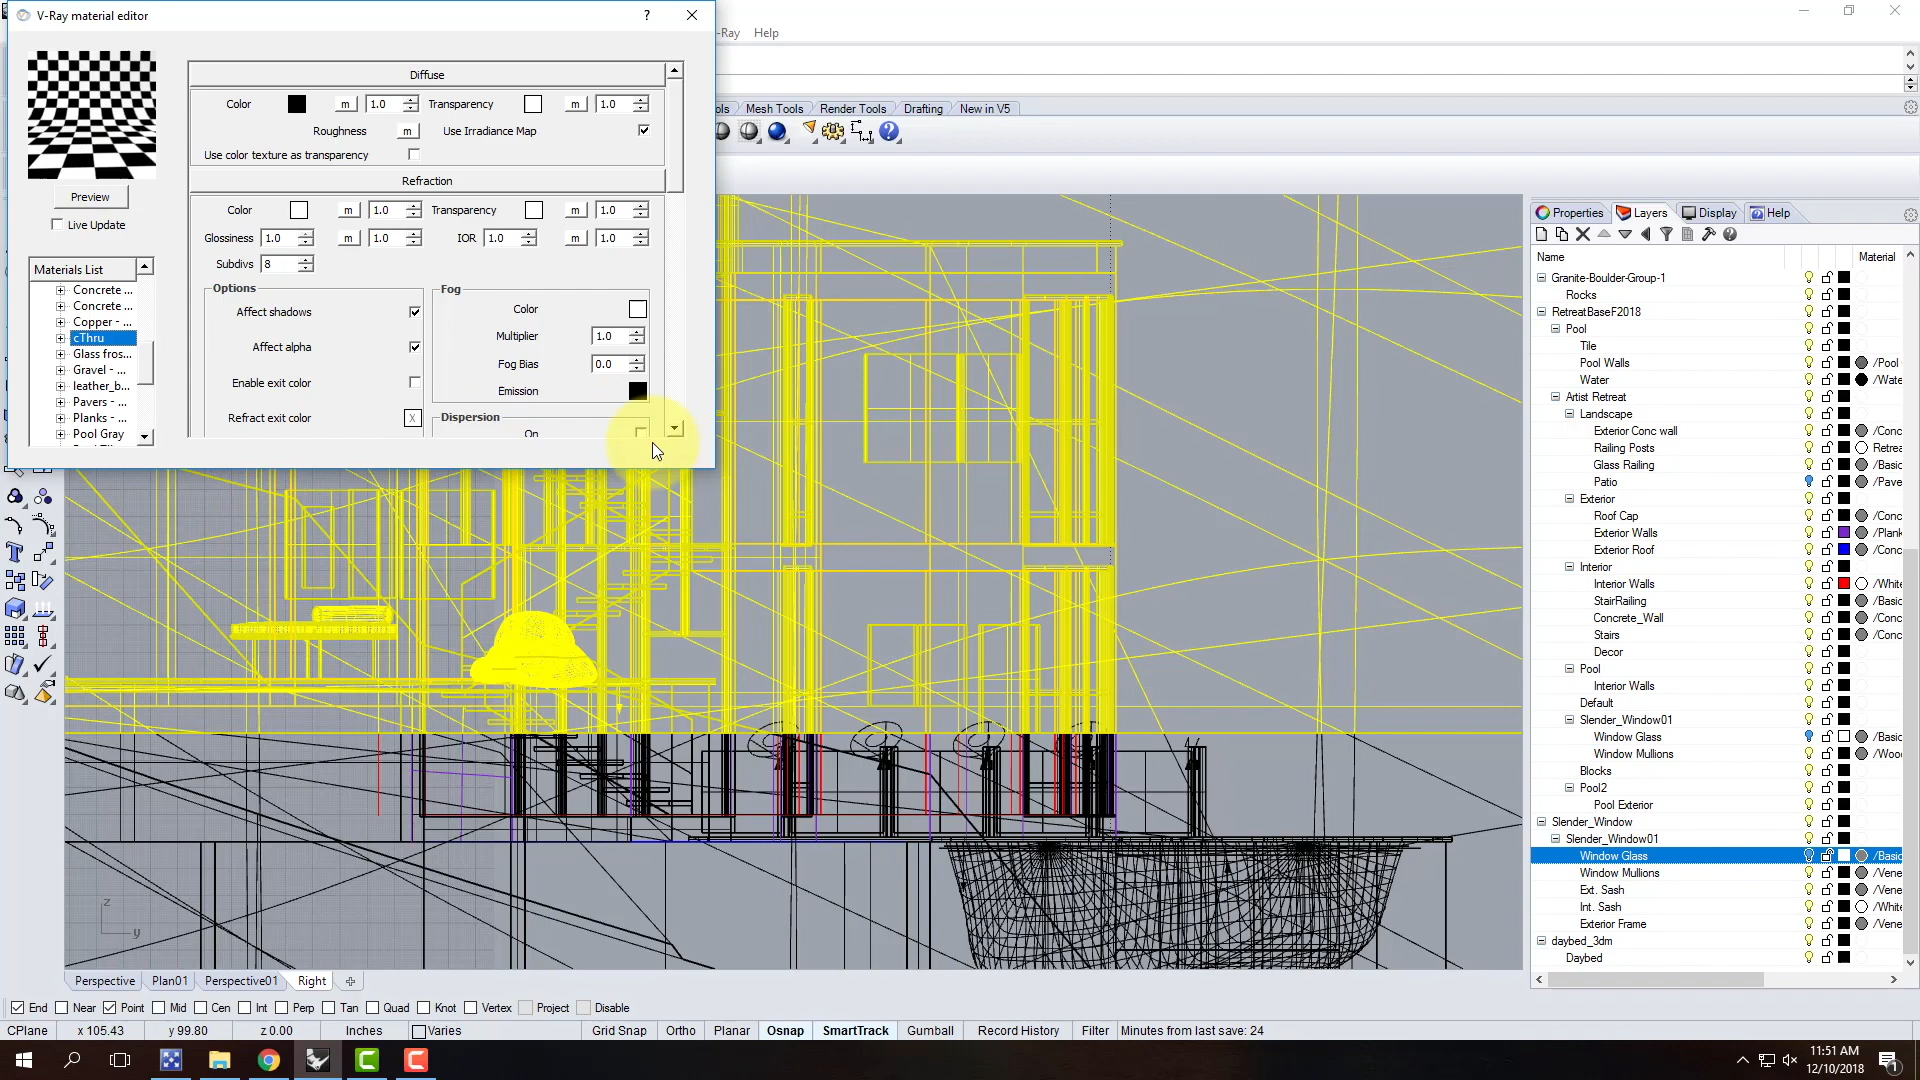 V-Ray material editor
?
-Ray Help
Diffuse
Color m 1.0 Transparency m 1.0
Roughness m Use Irradiance Map
Use color texture as transparency
Preview
Live Update
Refraction
Color m 1.0 Transparency m 1.0
Glossiness 1.0 m 1.0 IOR 1.0 m 1.0
Subdivs 8
Options
Affect shadows
Affect alpha
Enable exit color
Refract exit color X
Fog
Color
Multiplier 1.0
Fog Bias 0.0
Emission
Dispersion
On
Materials List
Concrete ...
Concrete ...
Copper - ...
cThru
Glass fros...
Gravel - ...
leather_b...
Pavers - ...
Planks - ...
Pool Gray
ols Mesh Tools Render Tools Drafting New in V5
Properties Layers Display Help
Name Material
Granite-Boulder-Group-1
Rocks
RetreatBaseF2018
Pool
Tile
Pool Walls /Pool
Water /Wate
Artist Retreat
Landscape
Exterior Conc wall /Conc
Railing Posts Retrea
Glass Railing /Basic
Patio /Pave
Exterior
Roof Cap /Conc
Exterior Walls /Plank
Exterior Roof /Conc
Interior
Interior Walls /White
StairRailing /Basic
Concrete_Wall /Conc
Stairs /Conc
Decor
Pool
Interior Walls
Default
Slender_Window01
Window Glass /Basic
Window Mullions /Woo
Blocks
Pool2
Pool Exterior
Slender_Window
Slender_Window01
Window Glass /Basic
Window Mullions /Vene
Ext. Sash /Vene
Int. Sash /White
Exterior Frame /Vene
daybed_3dm
Daybed
z
y
Perspective Plan01 Perspective01 Right
End Near Point Mid Cen Int Perp Tan Quad Knot Vertex Project Disable
CPlane x 105.43 y 99.80 z 0.00 Inches Varies Grid Snap Ortho Planar Osnap SmartTrack Gumball Record History Filter Minutes from last save: 24
11:51 AM
12/10/2018
1